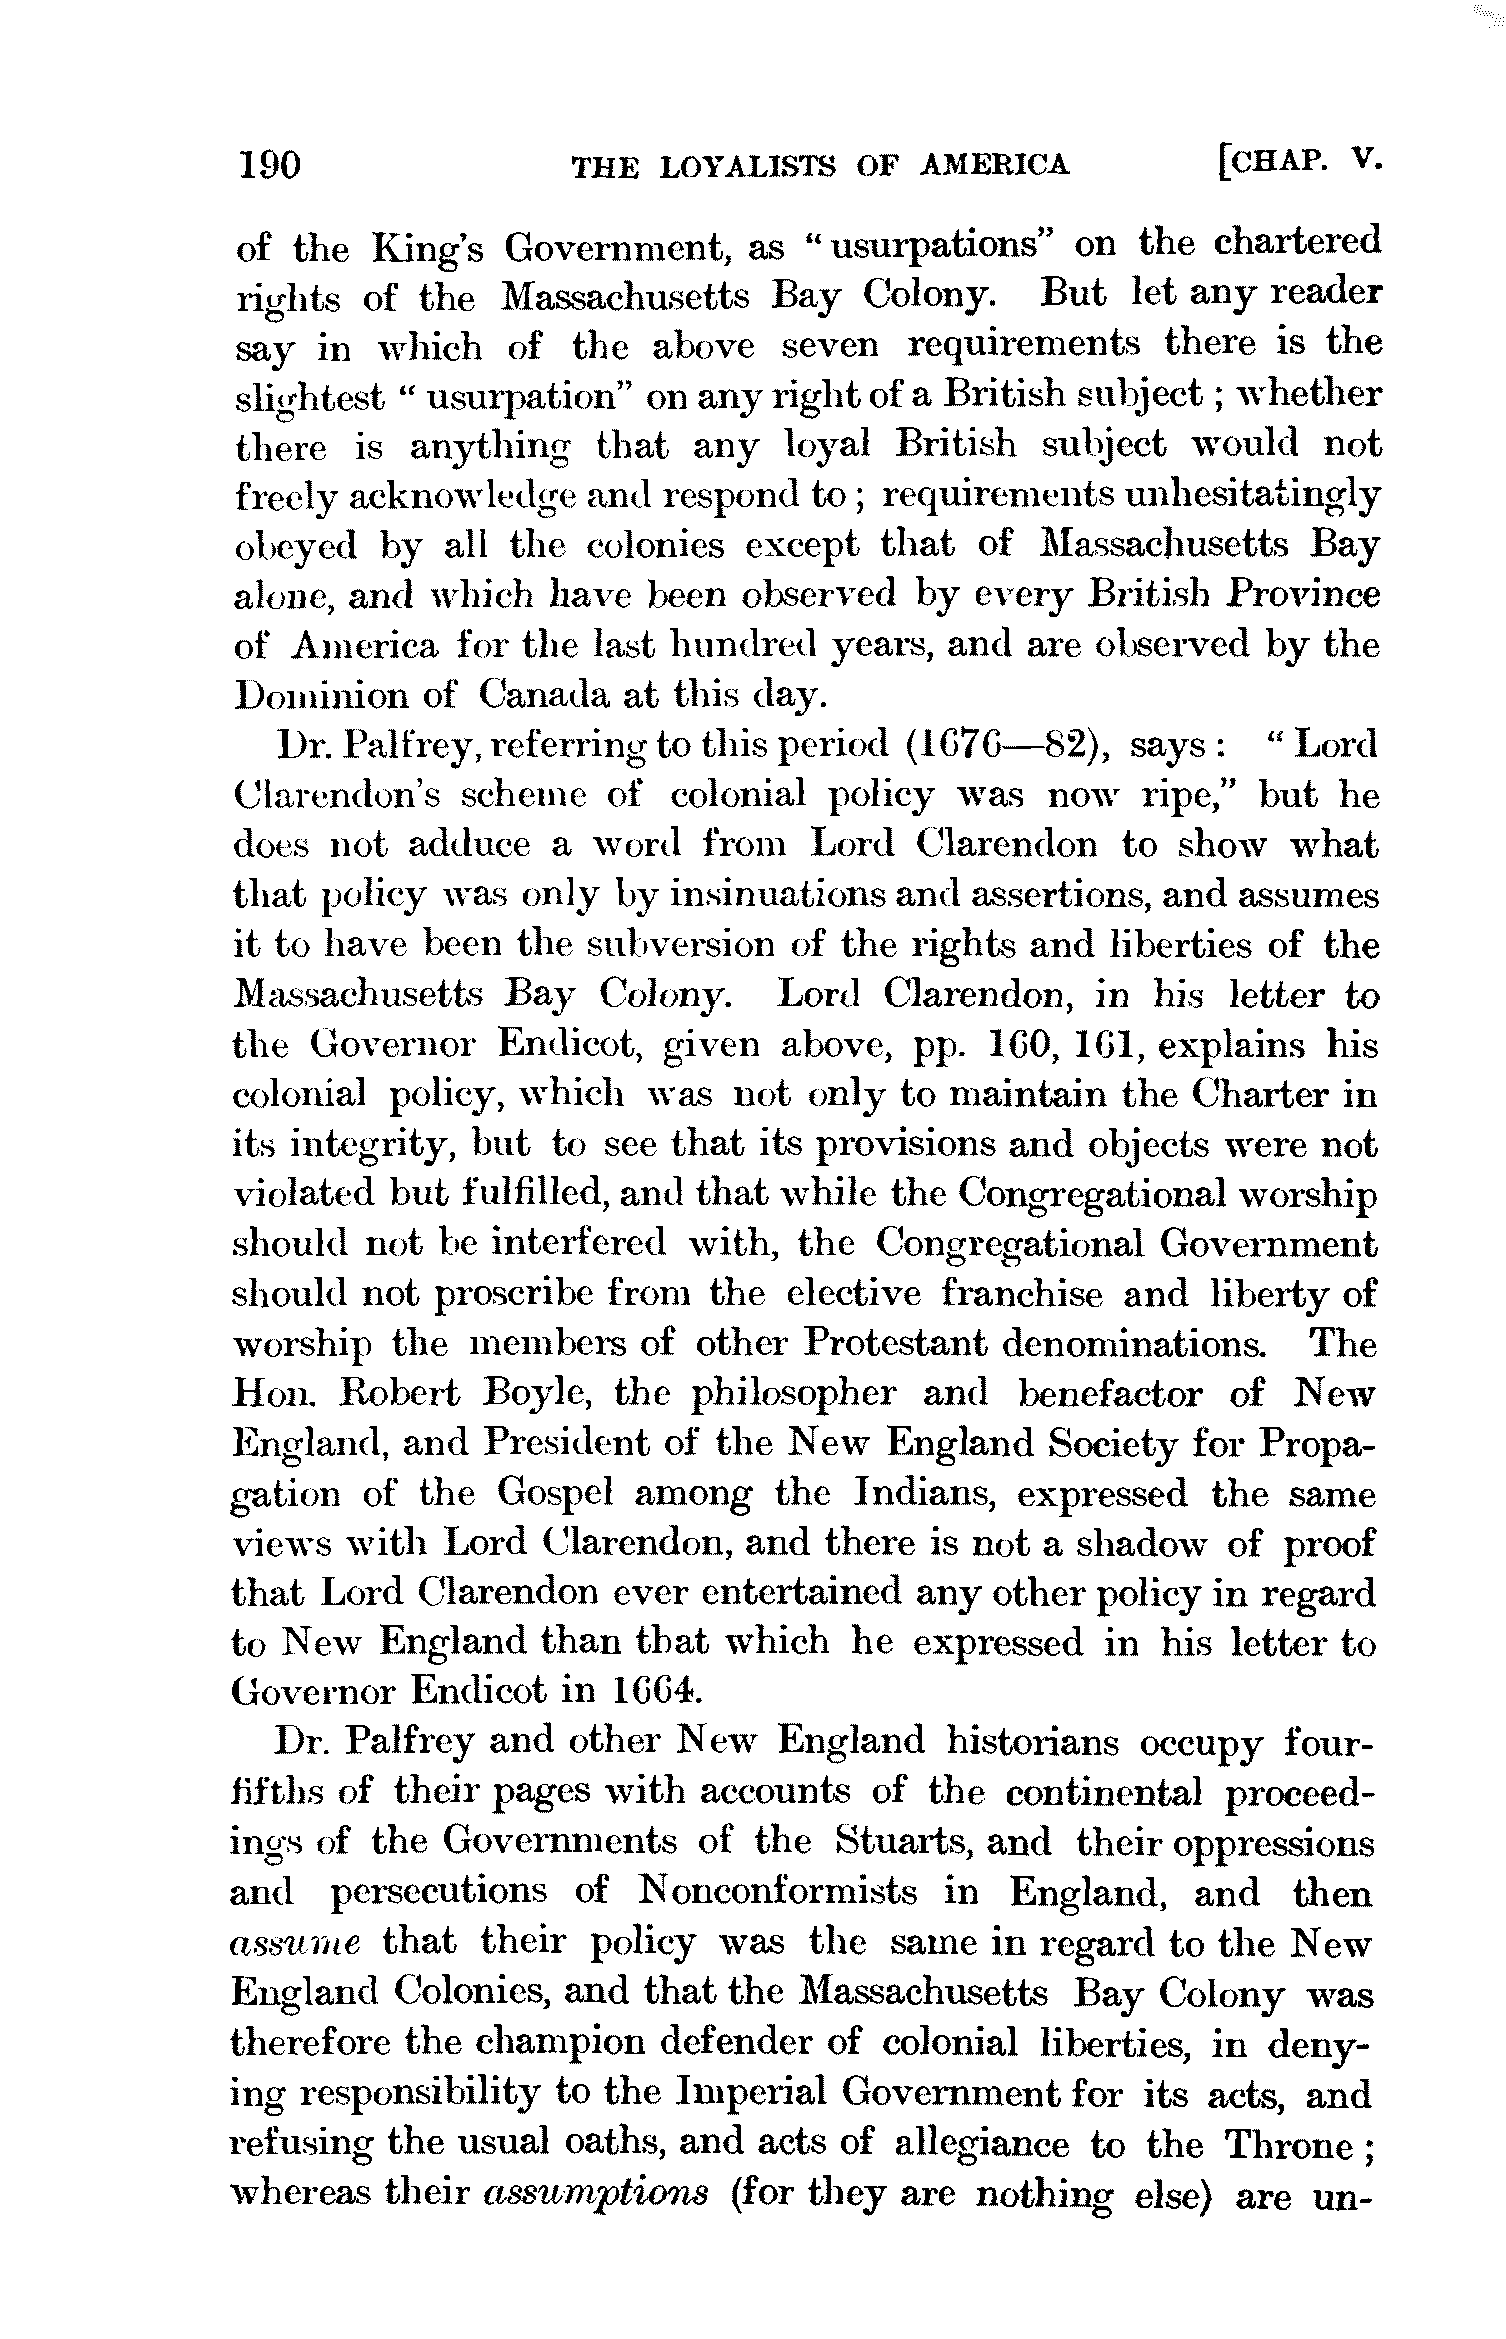 190 THE LOYALISTS OF AMERICA [CHAP. V.
of the King's Government, as "usurpations" on the chartered
rights of the Massachusetts Bay Colony. But let any reader
say in which of the above seven requirements there is the
slightest "usurpation" on any right of a British subject; whether
there is anything that any loyal British subject would not
freely acknowledge and respond to; requirements unhesitatingly
obeyed by all the colonies except that of Massachusetts Bay
alone, and which have been observed by every British Province
of America for the last hundred years, and are observed by the
Dominion of Canada at this day.
Dr. Palfrey, referring to this period (1676—82), says: "Lord
Clarendon's scheme of colonial policy was now ripe," but he
does not adduce a word from Lord Clarendon to show what
that policy was only by insinuations and assertions, and assumes
it to have been the subversion of the rights and liberties of the
Massachusetts Bay Colony. Lord Clarendon, in his letter to
the Governor Endicot, given above, pp. 160, 161, explains his
colonial policy, which was not only to maintain the Charter in
its integrity, but to see that its provisions and objects were not
violated but fulfilled, and that while the Congregational worship
should not be interfered with, the Congregational Government
should not proscribe from the elective franchise and liberty of
worship the members of other Protestant denominations. The
Hon. Robert Boyle, the philosopher and benefactor of New
England, and President of the New England Society for Propa-
gation of the Gospel among the Indians, expressed the same
views with Lord Clarendon, and there is not a shadow of proof
that Lord Clarendon ever entertained any other policy in regard
to New England than that which he expressed in his letter to
Governor Endicot in 1664.
Dr. Palfrey and other New England historians occupy four-
fifths of their pages with accounts of the continental proceed-
ings of the Governments of the Stuarts, and their oppressions
and persecutions of Nonconformists in England, and then
assume that their policy was the same in regard to the New
England Colonies, and that the Massachusetts Bay Colony was
therefore the champion defender of colonial liberties, in deny-
ing responsibility to the Imperial Government for its acts, and
refusing the usual oaths, and acts of allegiance to the Throne;
whereas their assumptions (for they are nothing else) are un-